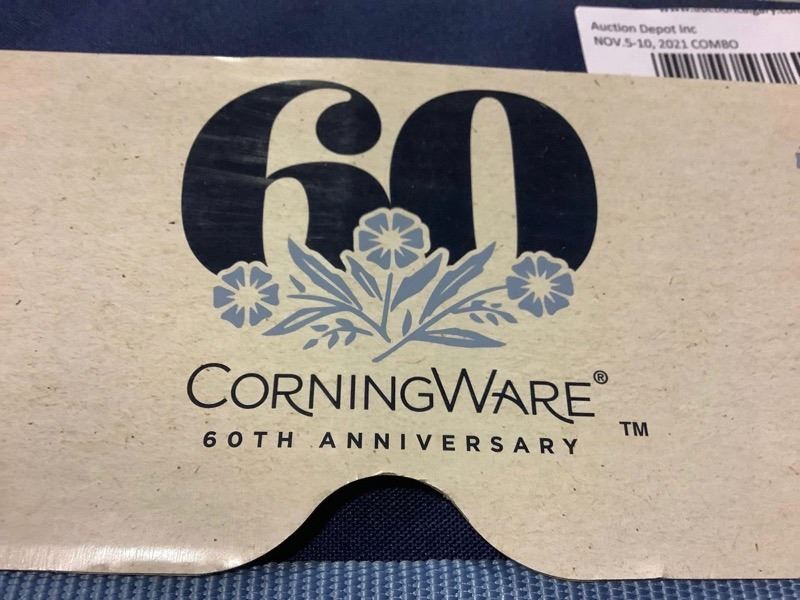 Auction Depot Inc
NOV.5-10, 2021 COMBO
60
CORNINGWARE®
60TH ANNIVERSARY ™